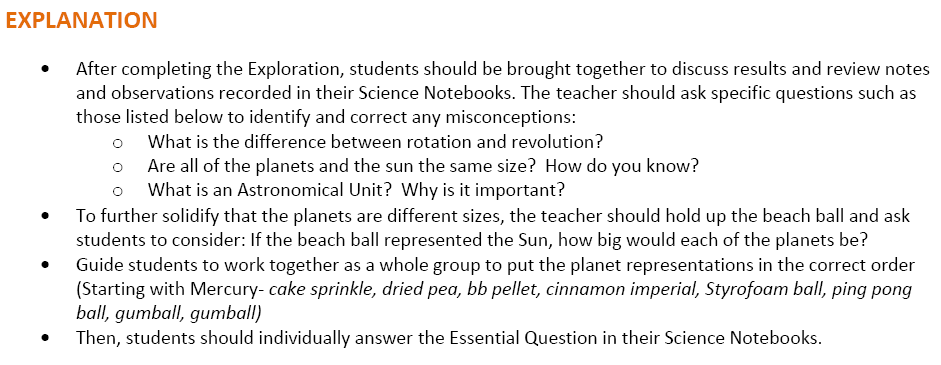 EXPLANATION
• After completing the Exploration, students should be brought together to discuss results and review notes
and observations recorded in their Science Notebooks. The teacher should ask specific questions such as
those listed below to identify and correct any misconceptions:
o What is the difference between rotation and revolution?
o Are all of the planets and the sun the same size? How do you know?
o What is an Astronomical Unit? Why is it important?
• To further solidify that the planets are different sizes, the teacher should hold up the beach ball and ask
students to consider: If the beach ball represented the Sun, how big would each of the planets be?
• Guide students to work together as a whole group to put the planet representations in the correct order
(Starting with Mercury- cake sprinkle, dried pea, bb pellet, cinnamon imperial, Styrofoam ball, ping pong
ball, gumball, gumball)
• Then, students should individually answer the Essential Question in their Science Notebooks.